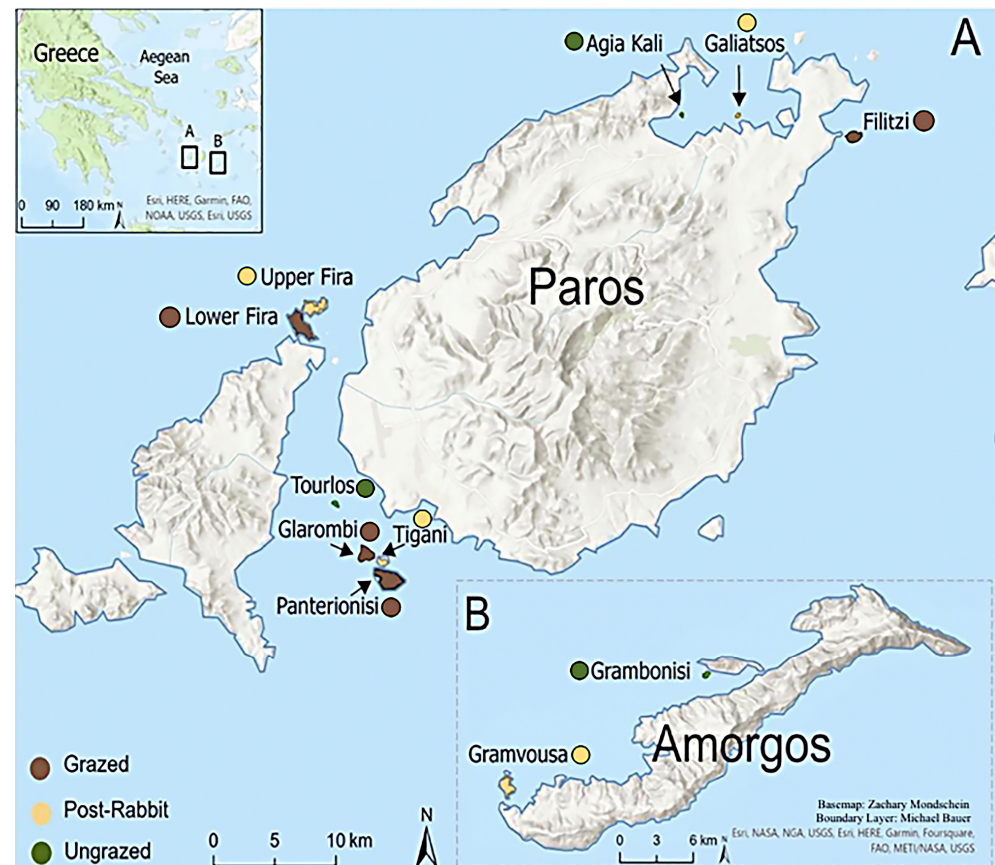 Greece
Aegean
Sea
A
B
0 90 180 km N
Esri, HERE, Garmin, FAO,
NOAA, USGS, Esri, USGS
A
Agia Kali
Galiatsos
Filitzi
Paros
Upper Fira
Lower Fira
Tourlos
Glarombi
Tigani
Panterionisi
Grazed
Post-Rabbit
Ungrazed
0 5 10 km
N
B
Grambonisi
Amorgos
Gramvousa
Basemap: Zachary Mondschein
Boundary Layer: Michael Bauer
0 3 6 km N
Esri, NASA, NGA, USGS, Esri, HERE, Garmin, Foursquare,
FAO, METI/NASA, USGS